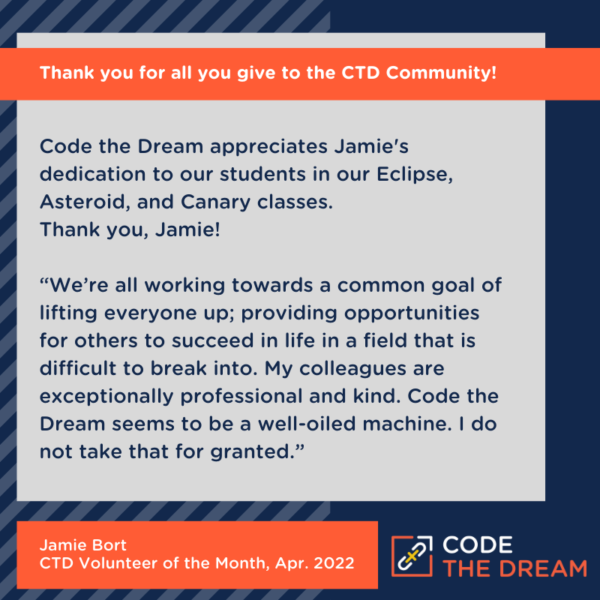 Thank you for all you give to the CTD Community!
Code the Dream appreciates Jamie's
dedication to our students in our Eclipse,
Asteroid, and Canary classes.
Thank you, Jamie!
“We’re all working towards a common goal of
lifting everyone up; providing opportunities
for others to succeed in life in a field that is
difficult to break into. My colleagues are
exceptionally professional and kind. Code the
Dream seems to be a well-oiled machine. I do
not take that for granted.”
Jamie Bort
CTD Volunteer of the Month, Apr. 2022
CODE
THE DREAM